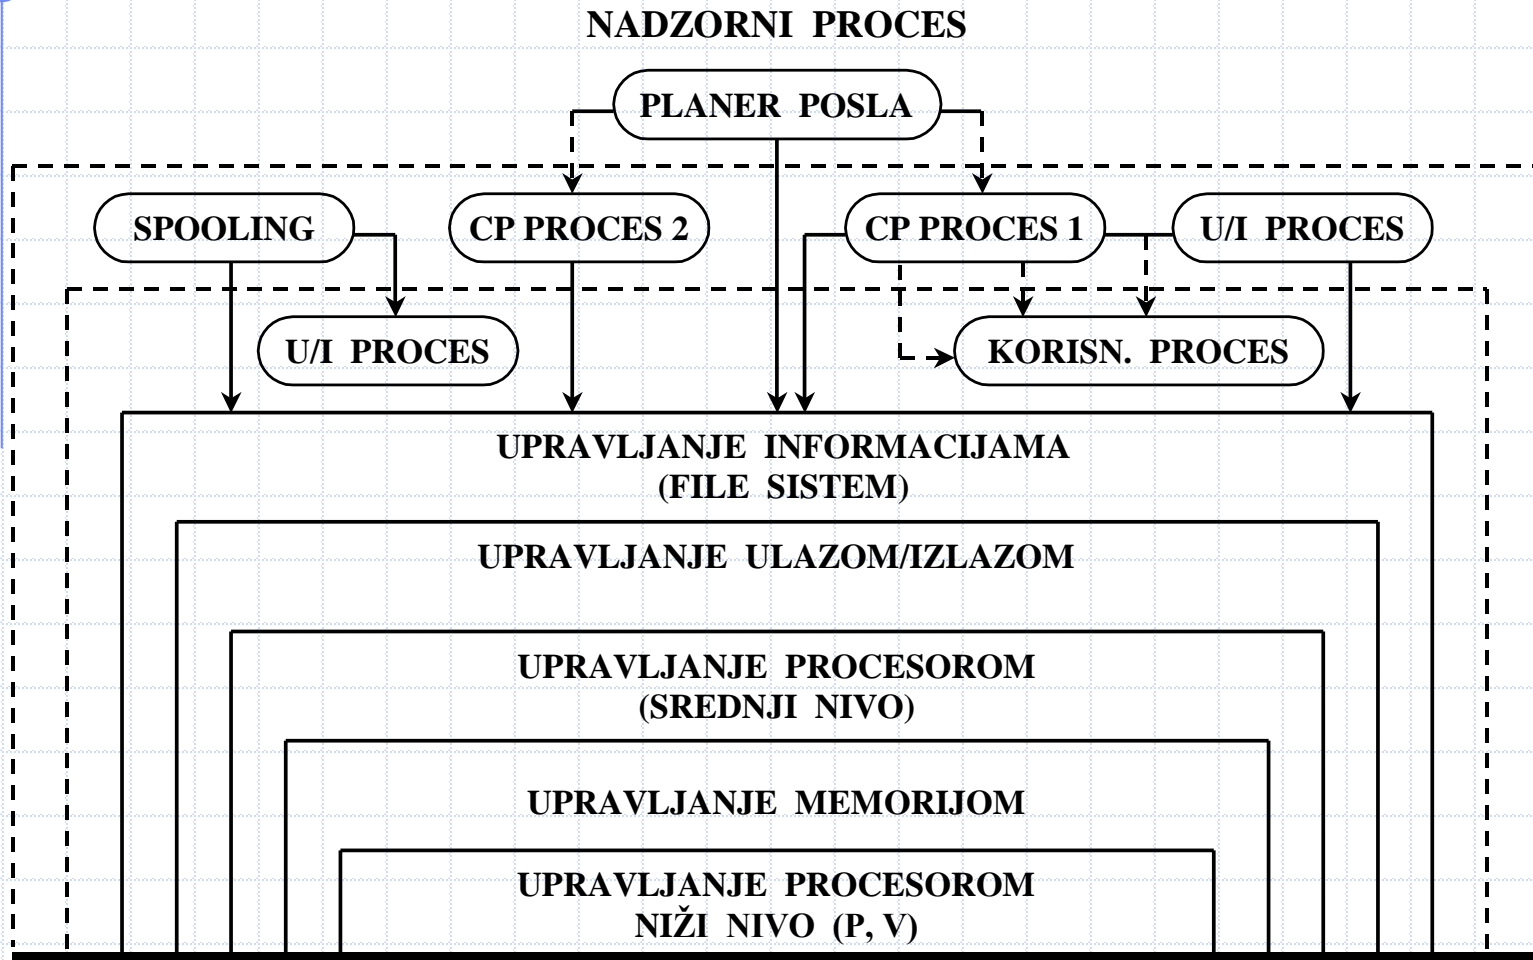 NADZORNI PROCES
PLANER POSLA
SPOOLING
CP PROCES 2
CP PROCES 1
U/I PROCES
U/I PROCES
KORISN. PROCES
UPRAVLJANJE INFORMACIJAMA
(FILE SISTEM)
UPRAVLJANJE ULAZOM/IZLAZOM
UPRAVLJANJE PROCESOROM
(SREDNJI NIVO)
UPRAVLJANJE MEMORIJOM
UPRAVLJANJE PROCESOROM
NIŽI NIVO (P, V)